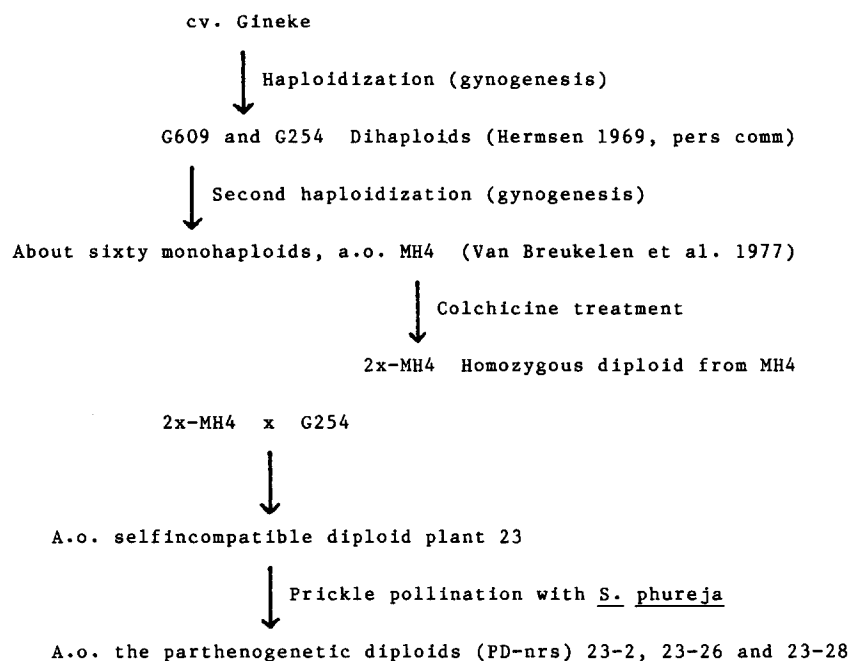 cv. Gineke
Haploidization (gynogenesis)
G609 and G254 Dihaploids (Hermsen 1969, pers comm)
Second haploidization (gynogenesis)
About sixty monohaploids, a.o. MH4 (Van Breukelen et al. 1977)
Colchicine treatment
2x-MH4 Homozygous diploid from MH4
2x-MH4 x G254
A.o. selfincompatible diploid plant 23
Prickle pollination with S. phureja
A.o. the parthenogenetic diploids (PD-nrs) 23-2, 23-26 and 23-28